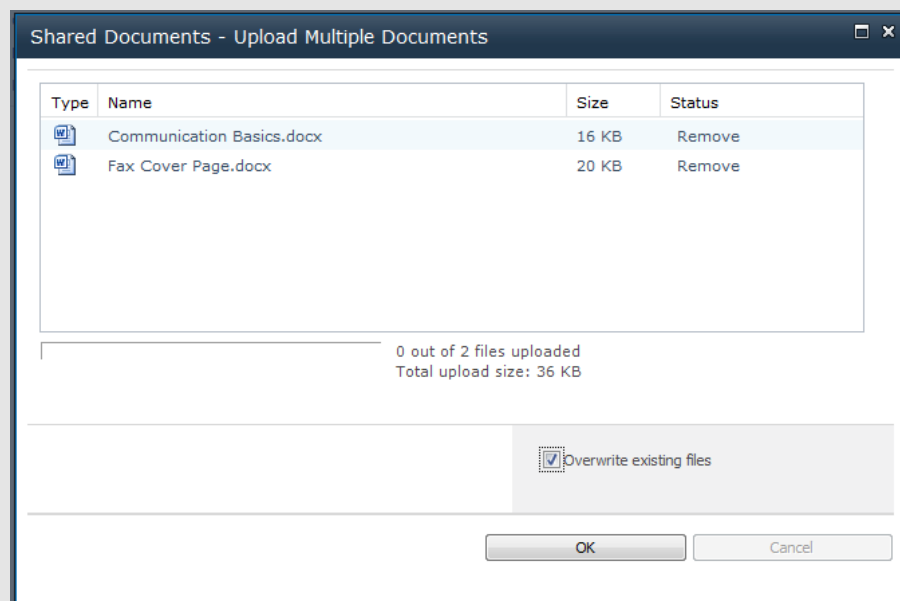 Shared Documents - Upload Multiple Documents
Type Name Size Status
Communication Basics.docx 16 KB Remove
Fax Cover Page.docx 20 KB Remove
0 out of 2 files uploaded
Total upload size: 36 KB
Overwrite existing files
OK Cancel